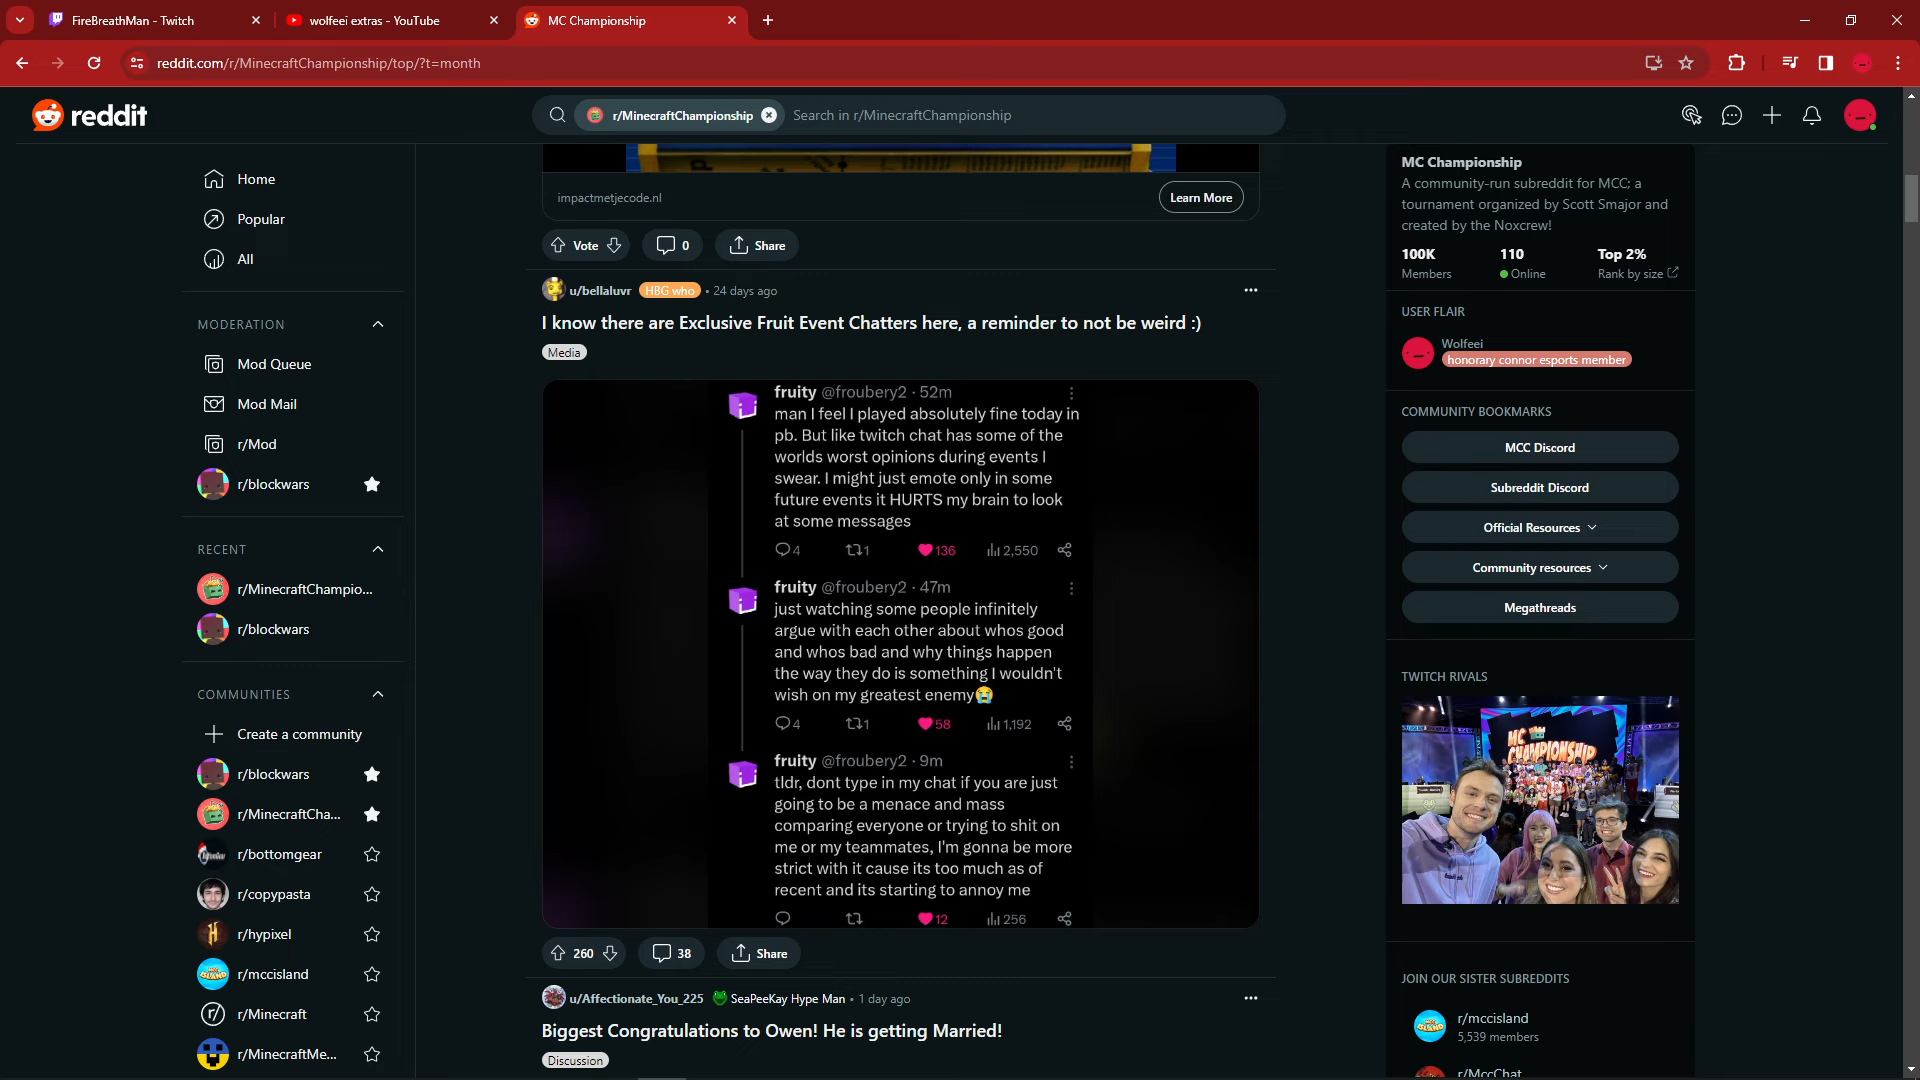 FireBreathMan - Twitch
wolfeei extras - YouTube
MC Championship
reddit.com/r/MinecraftChampionship/top/?t=month
reddit
r/MinecraftChampionship
Search in r/MinecraftChampionship
Home
Popular
All
MODERATION
Mod Queue
Mod Mail
r/Mod
r/blockwars
RECENT
r/MinecraftChampio...
r/blockwars
COMMUNITIES
Create a community
r/blockwars
r/MinecraftCha...
r/bottomgear
r/copypasta
r/hypixel
r/mccisland
r/Minecraft
r/MinecraftMe...
impactmetjecode.nl
Learn More
Vote
0
Share
u/bellaluvr HBG who • 24 days ago
I know there are Exclusive Fruit Event Chatters here, a reminder to not be weird :)
Media
fruity @froubery2 · 52m
man I feel I played absolutely fine today in
pb. But like twitch chat has some of the
worlds worst opinions during events I
swear. I might just emote only in some
future events it HURTS my brain to look
at some messages
4 1 136 2,550
fruity @froubery2 · 47m
just watching some people infinitely
argue with each other about whos good
and whos bad and why things happen
the way they do is something I wouldn't
wish on my greatest enemy😭
4 1 58 1,192
fruity @froubery2 · 9m
tldr, dont type in my chat if you are just
going to be a menace and mass
comparing everyone or trying to shit on
me or my teammates, I'm gonna be more
strict with it cause its too much as of
recent and its starting to annoy me
12 256
260
38
Share
u/Affectionate_You_225 SeaPeeKay Hype Man • 1 day ago
Biggest Congratulations to Owen! He is getting Married!
Discussion
MC Championship
A community-run subreddit for MCC; a
tournament organized by Scott Smajor and
created by the Noxcrew!
100K 110 Top 2%
Members Online Rank by size
USER FLAIR
Wolfeei
honorary connor esports member
COMMUNITY BOOKMARKS
MCC Discord
Subreddit Discord
Official Resources
Community resources
Megathreads
TWITCH RIVALS
MC
CHAMPIONSHIP
JOIN OUR SISTER SUBREDDITS
r/mccisland
5,539 members
r/MccChat